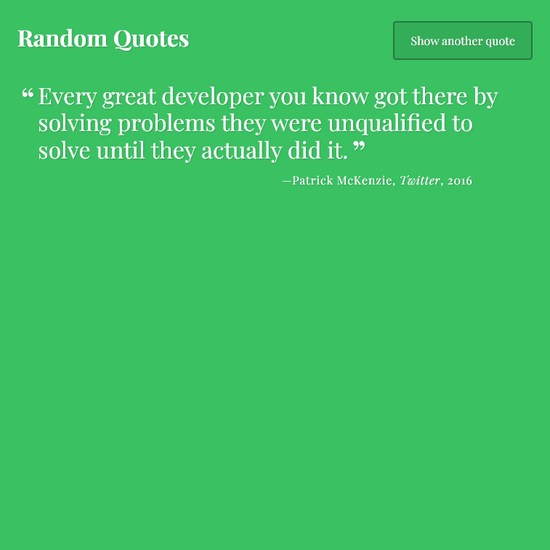 Random Quotes
Show another quote
“ Every great developer you know got there by
solving problems they were unqualified to
solve until they actually did it. ”
—Patrick McKenzie, Twitter, 2016